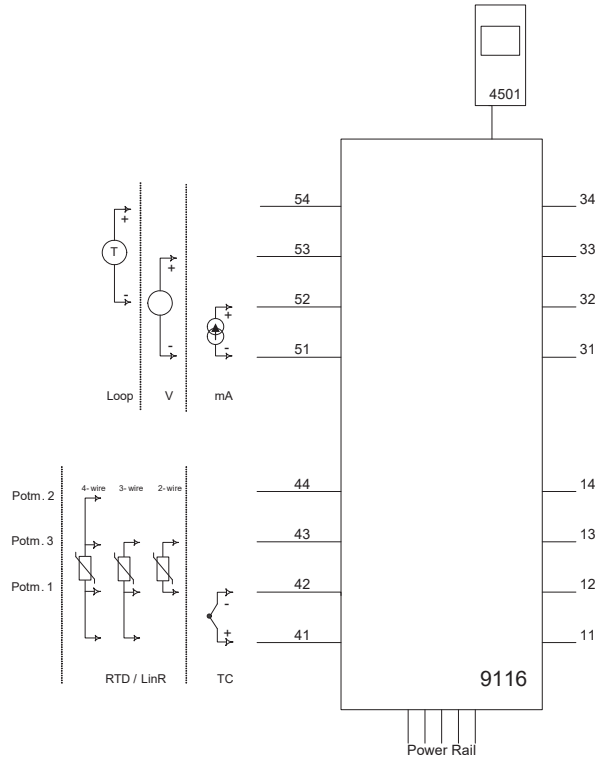 4501
54
34
+
T
53
33
+
-
52
32
+
-
51
31
-
Loop
V
mA
4- wire
3- wire
2- wire
Potm. 2
44
14
Potm. 3
43
13
Potm. 1
42
12
-
+
41
11
RTD / LinR
TC
9116
Power Rail